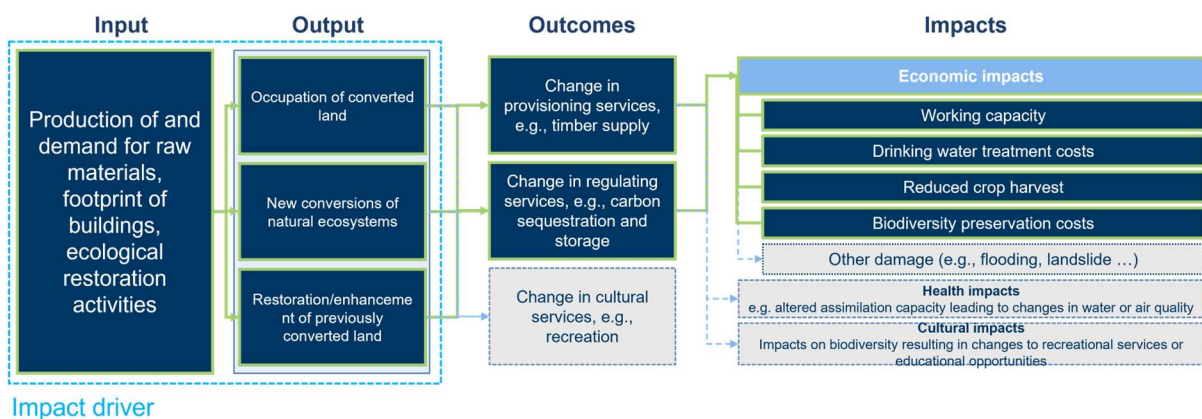 Input
Output
Outcomes
Impacts
Production of and
demand for raw
materials,
footprint of
buildings,
ecological
restoration
activities
Occupation of converted
land
New conversions of
natural ecosystems
Restoration/enhanceme
nt of previously
converted land
Change in
provisioning services,
e.g., timber supply
Change in regulating
services, e.g., carbon
sequestration and
storage
Change in cultural
services, e.g.,
recreation
Economic impacts
Working capacity
Drinking water treatment costs
Reduced crop harvest
Biodiversity preservation costs
Other damage (e.g., flooding, landslide …)
Health impacts
e.g. altered assimilation capacity leading to changes in water or air quality
Cultural impacts
Impacts on biodiversity resulting in changes to recreational services or
educational opportunities
Impact driver